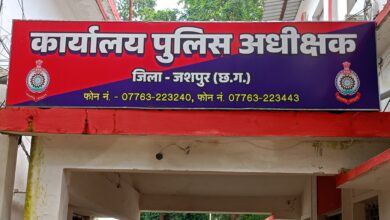 कार्यालय पुलिस अधीक्षक
जिला - जशपुर (छ.ग.)
फोन नं. - 07763-223240, फोन नं. 07763-223443